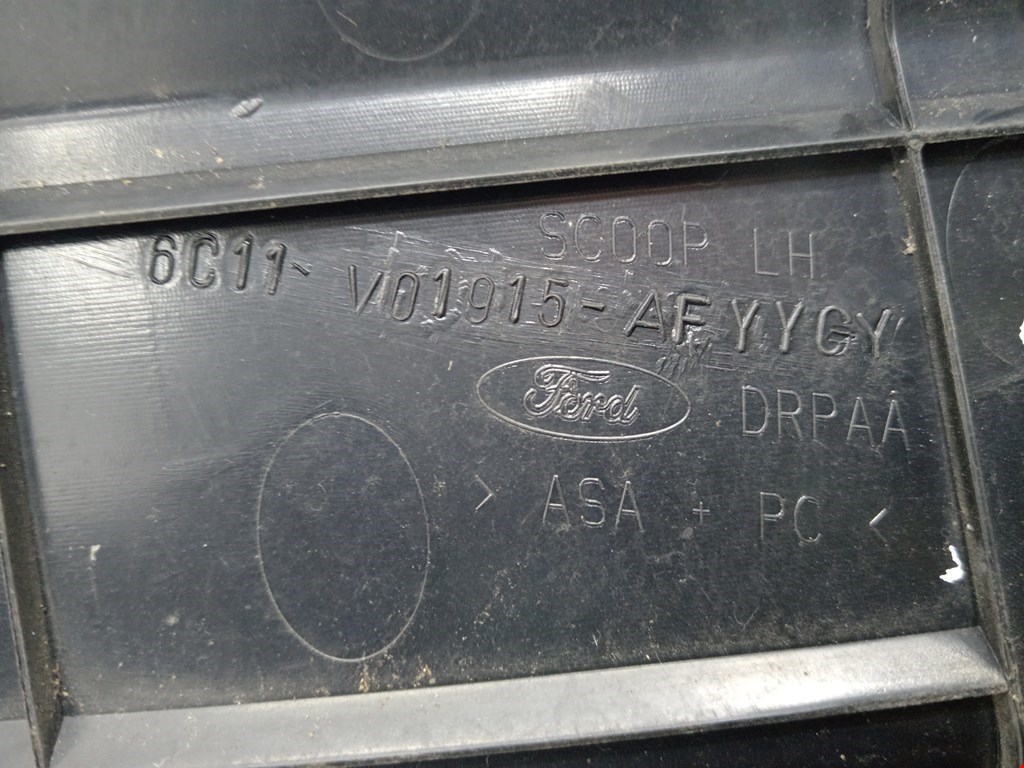 SCOOP LH
6C11- V01915-AF YYGY
Ford DRPAA
> ASA + PC <